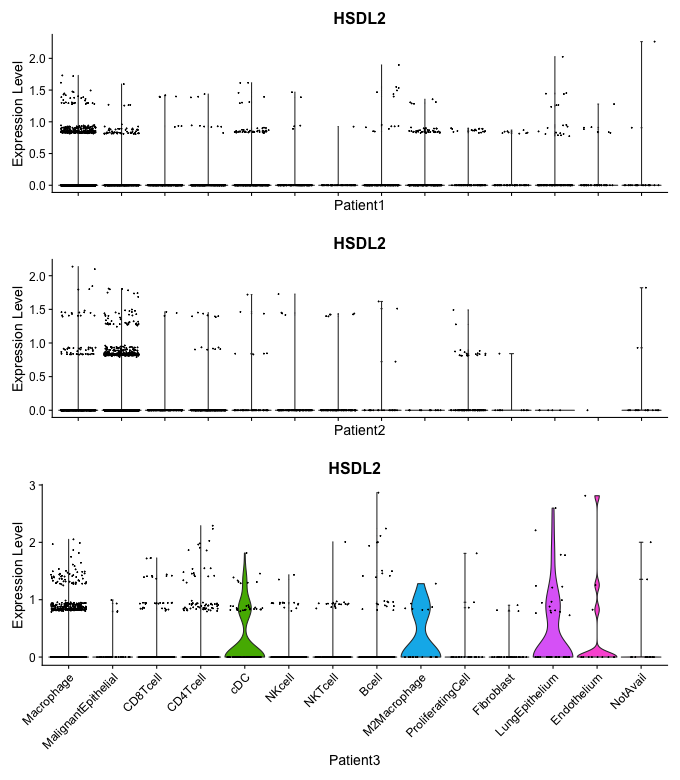 HSDL2
Expression Level
2.0
1.5
1.0
0.5
0.0
Patient1
HSDL2
Expression Level
2.0
1.5
1.0
0.5
0.0
Patient2
HSDL2
Expression Level
3
2
1
0
Macrophage
MalignantEpithelial
CD8Tcell
CD4Tcell
cDC
NKcell
NKTcell
Bcell
M2Macrophage
ProliferatingCell
Fibroblast
LungEpithelium
Endothelium
NotAvail
Patient3